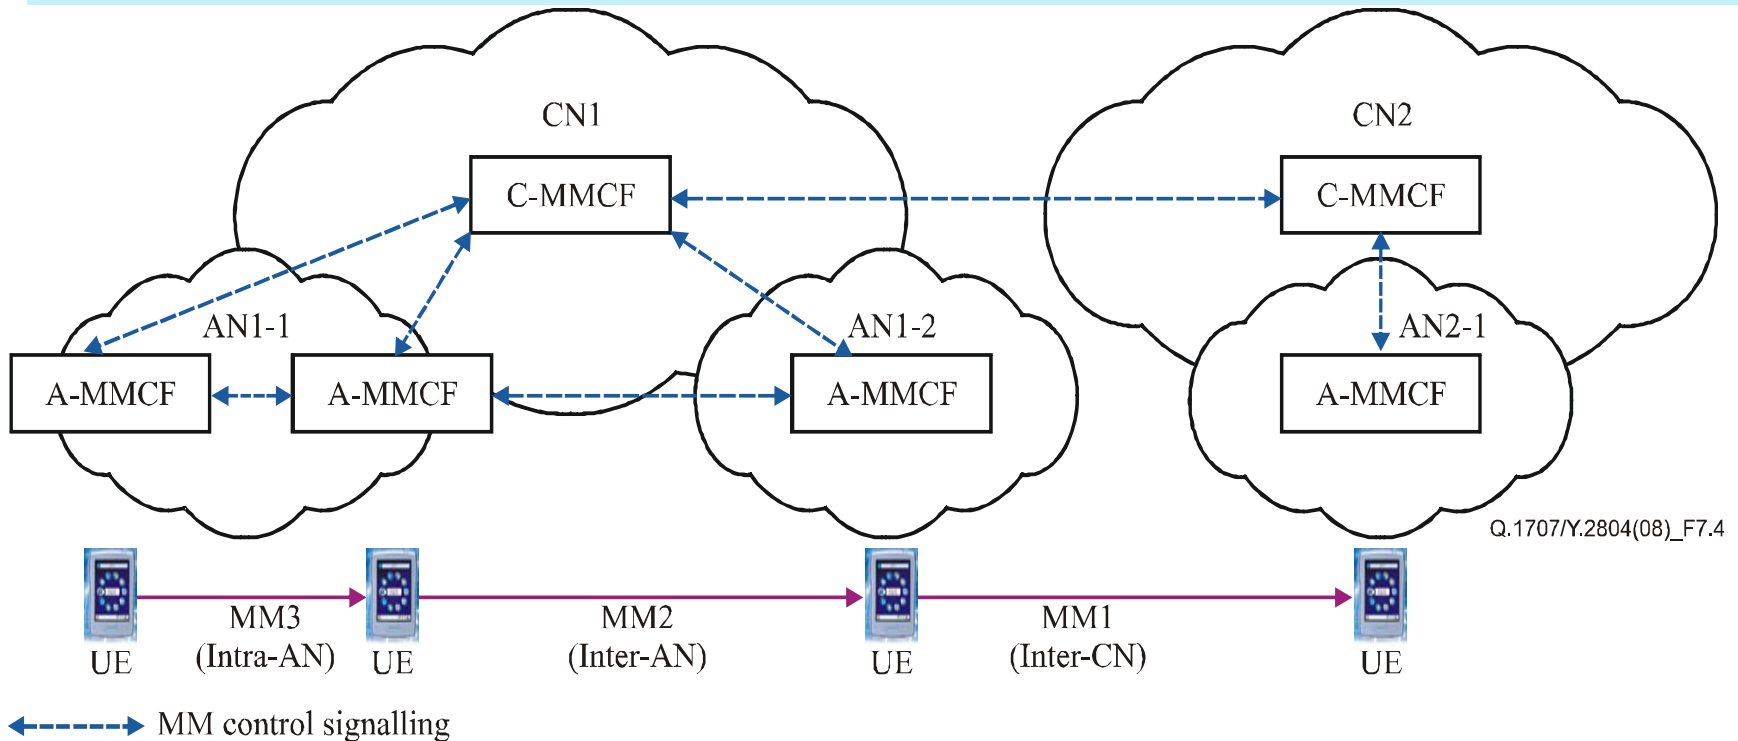 CN1
CN2
C-MMCF
C-MMCF
AN1-1
AN1-2
AN2-1
A-MMCF
A-MMCF
A-MMCF
A-MMCF
Q.1707/Y.2804(08)_F7.4
MM3
(Intra-AN)
MM2
(Inter-AN)
MM1
(Inter-CN)
UE
UE
UE
UE
MM control signalling